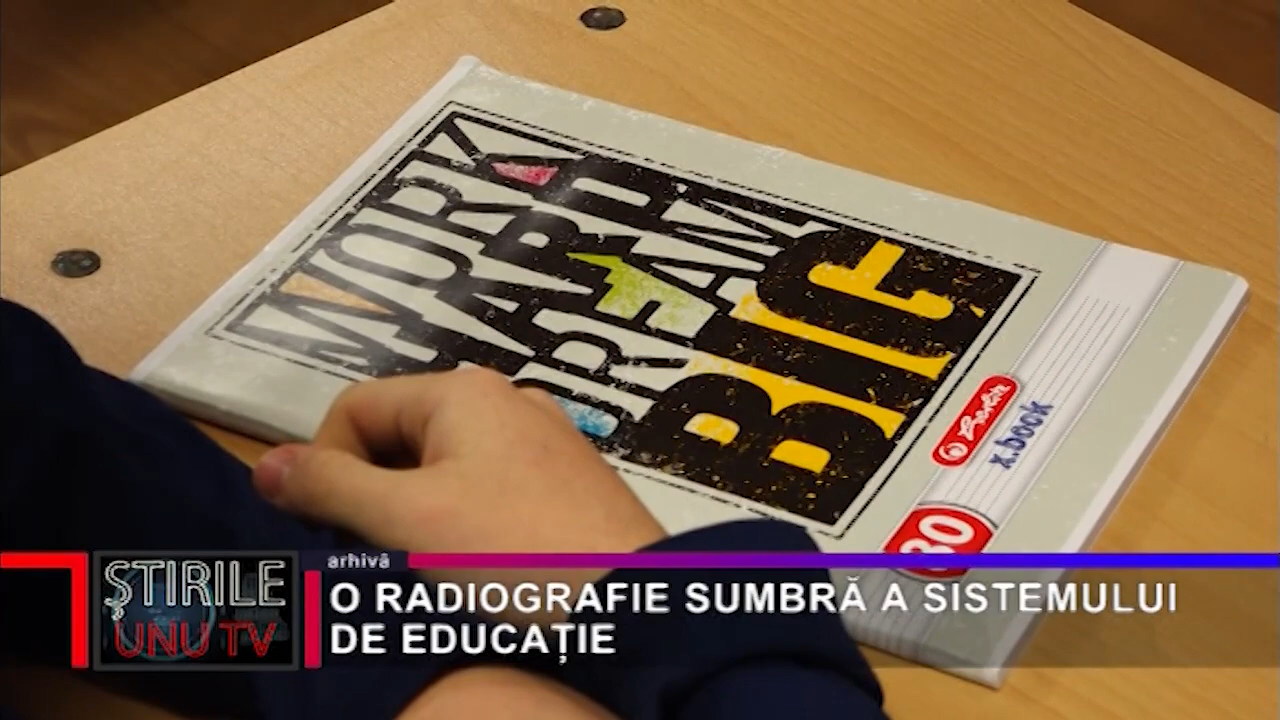 WORK
HARD
DREAM
BIG
Herlitz
x.book
80
arhivă
ȘTIRILE
UNU TV
O RADIOGRAFIE SUMBRĂ A SISTEMULUI
DE EDUCAȚIE